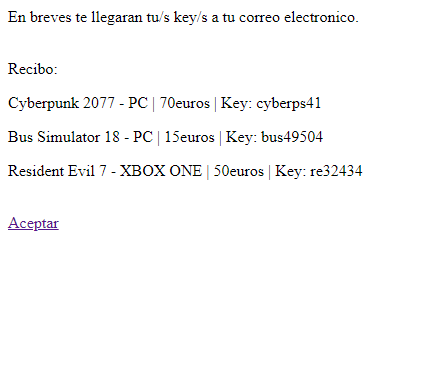 En breves te llegaran tu/s key/s a tu correo electronico.
Recibo:
Cyberpunk 2077 - PC | 70euros | Key: cyberps41
Bus Simulator 18 - PC | 15euros | Key: bus49504
Resident Evil 7 - XBOX ONE | 50euros | Key: re32434
Aceptar